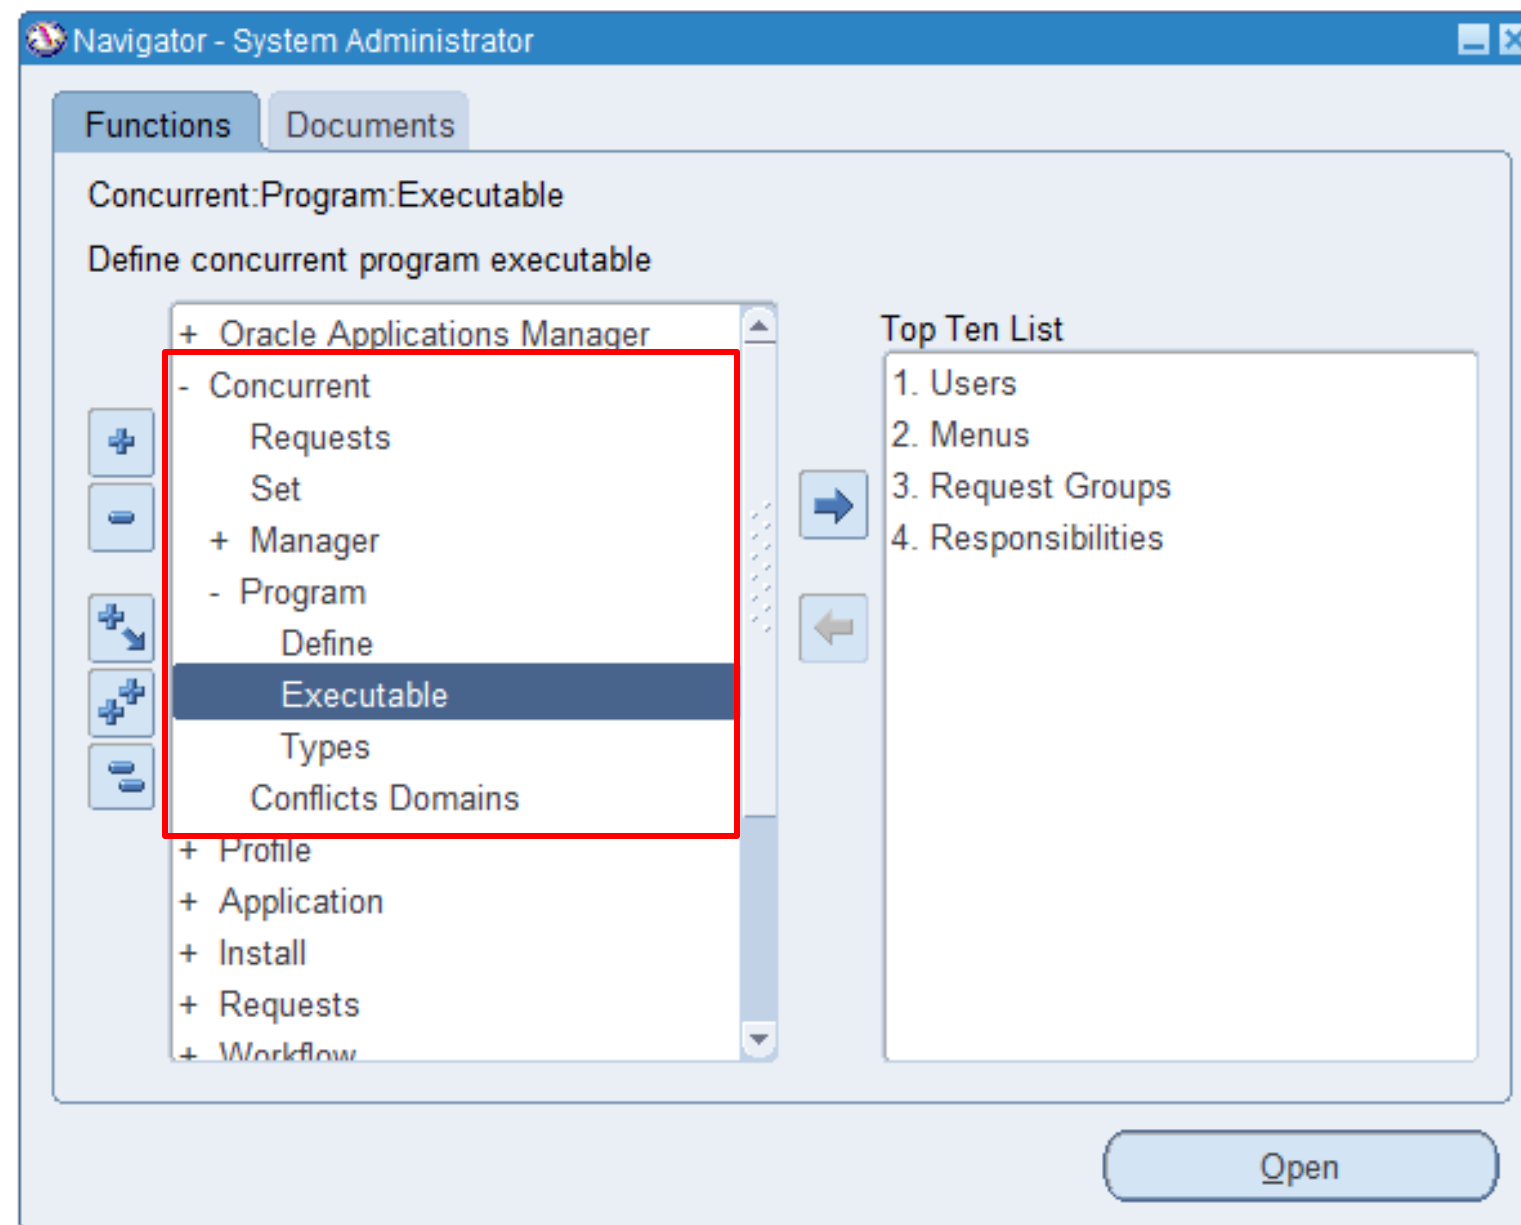 Navigator - System Administrator
Functions
Documents
Concurrent:Program:Executable
Define concurrent program executable
+ Oracle Applications Manager
- Concurrent
Requests
Set
+ Manager
- Program
Define
Executable
Types
Conflicts Domains
+ Profile
+ Application
+ Install
+ Requests
+ Workflow
Top Ten List
1. Users
2. Menus
3. Request Groups
4. Responsibilities
Open